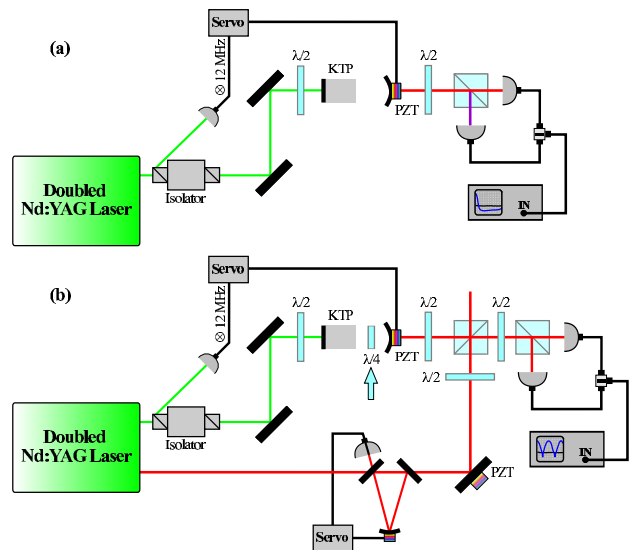 (a)
Servo
⊗ 12 MHz
λ/2
KTP
PZT
λ/2
Doubled
Nd:YAG Laser
Isolator
IN
(b)
Servo
⊗ 12 MHz
λ/2
KTP
λ/4
PZT
λ/2
λ/2
λ/2
Doubled
Nd:YAG Laser
Isolator
IN
PZT
Servo